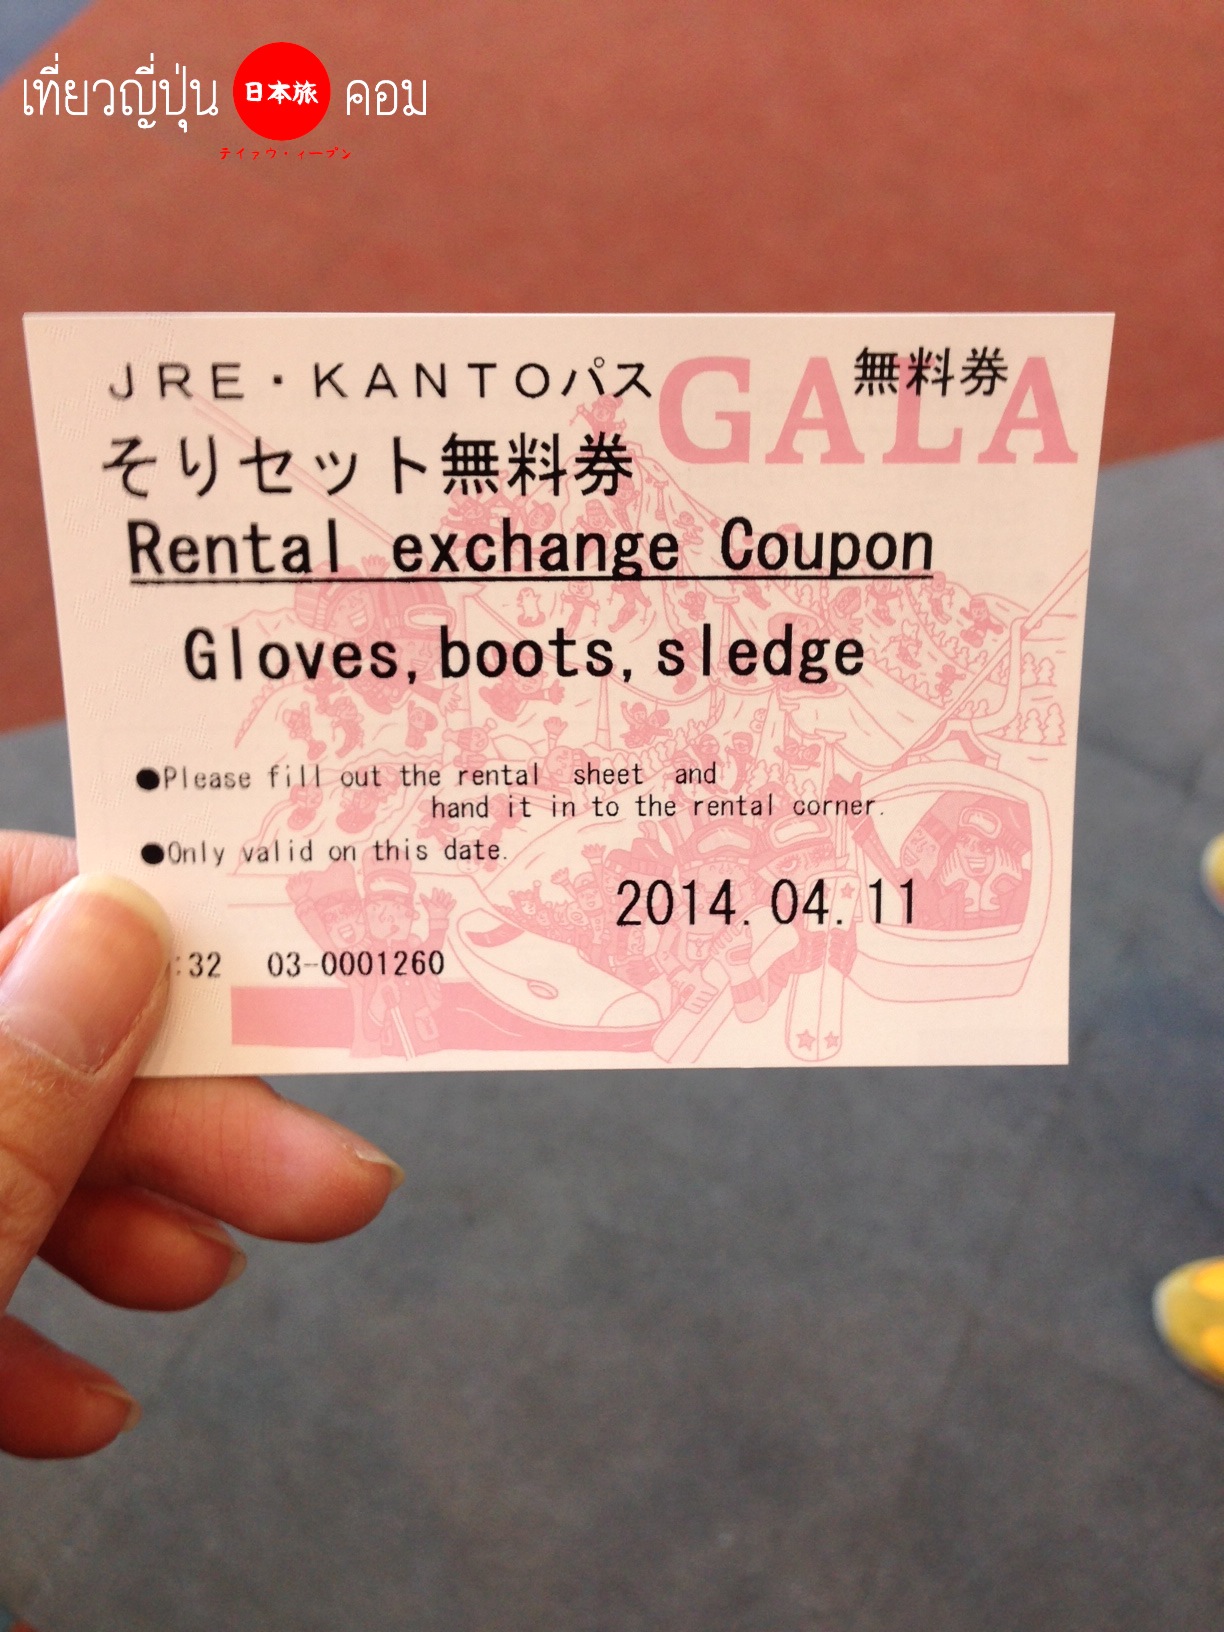 เที่ยวญี่ปุ่น 日本旅 คอม
JRE・KANTOパス 無料券
GALA
そりセット無料券
Rental exchange Coupon
Gloves,boots,sledge
●Please fill out the rental sheet and
hand it in to the rental corner.
●Only valid on this date.
2014.04.11
:32 03-0001260